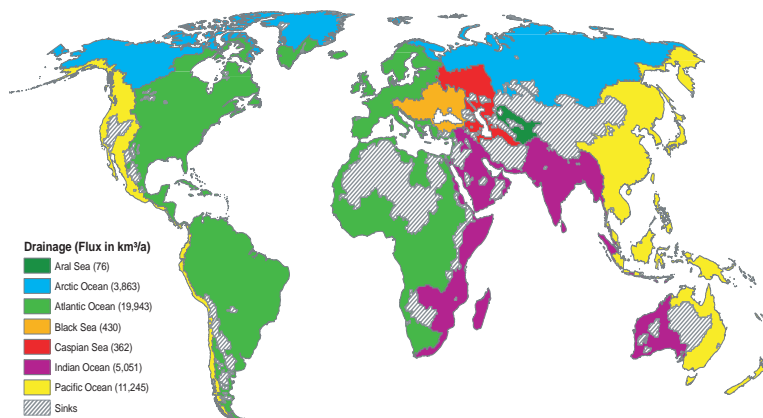 Drainage (Flux in km³/a)
Aral Sea (76)
Arctic Ocean (3,863)
Atlantic Ocean (19,943)
Black Sea (430)
Caspian Sea (362)
Indian Ocean (5,051)
Pacific Ocean (11,245)
Sinks